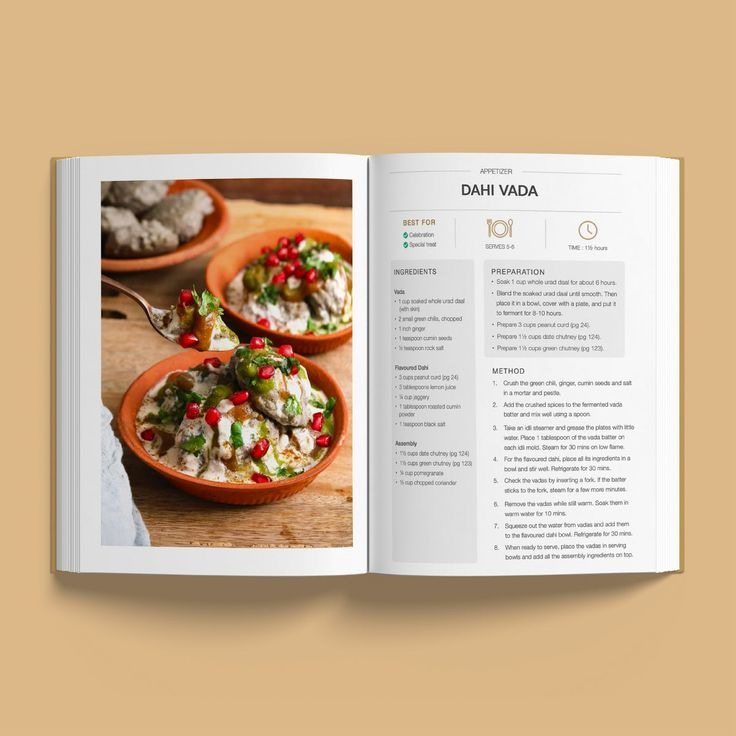 APPETIZER
DAHI VADA
BEST FOR
Celebration
Special treat
SERVES 5-6
TIME : 1½ hours
INGREDIENTS
Vada
• 1 cup soaked whole urad daal
(with skin)
• 2 small green chilis, chopped
• 1 inch ginger
• 1 teaspoon cumin seeds
• ½ teaspoon rock salt
Flavoured Dahi
• 3 cups peanut curd (pg 24)
• 3 tablespoons lemon juice
• ¼ cup jaggery
• 1 tablespoon roasted cumin
powder
• 1 teaspoon black salt
Assembly
• 1½ cups date chutney (pg 124)
• 1½ cups green chutney (pg 123)
• ¼ cup pomegranate
• ½ cup chopped coriander
PREPARATION
• Soak 1 cup whole urad daal for about 6 hours.
• Blend the soaked urad daal until smooth. Then
place it in a bowl, cover with a plate, and put it
to ferment for 8-10 hours.
• Prepare 3 cups peanut curd (pg 24).
• Prepare 1½ cups date chutney (pg 124).
• Prepare 1½ cups green chutney (pg 123).
METHOD
1. Crush the green chilli, ginger, cumin seeds and salt
in a mortar and pestle.
2. Add the crushed spices to the fermented vada
batter and mix well using a spoon.
3. Take an idli steamer and grease the plates with little
water. Place 1 tablespoon of the vada batter on
each idli mold. Steam for 30 mins on low flame.
4. For the flavoured dahi, place all its ingredients in a
bowl and stir well. Refrigerate for 30 mins.
5. Check the vadas by inserting a fork. If the batter
sticks to the fork, steam for a few more minutes.
6. Remove the vadas while still warm. Soak them in
warm water for 10 mins.
7. Squeeze out the water from vadas and add them
to the flavoured dahi bowl. Refrigerate for 30 mins.
8. When ready to serve, place the vadas in serving
bowls and add all the assembly ingredients on top.